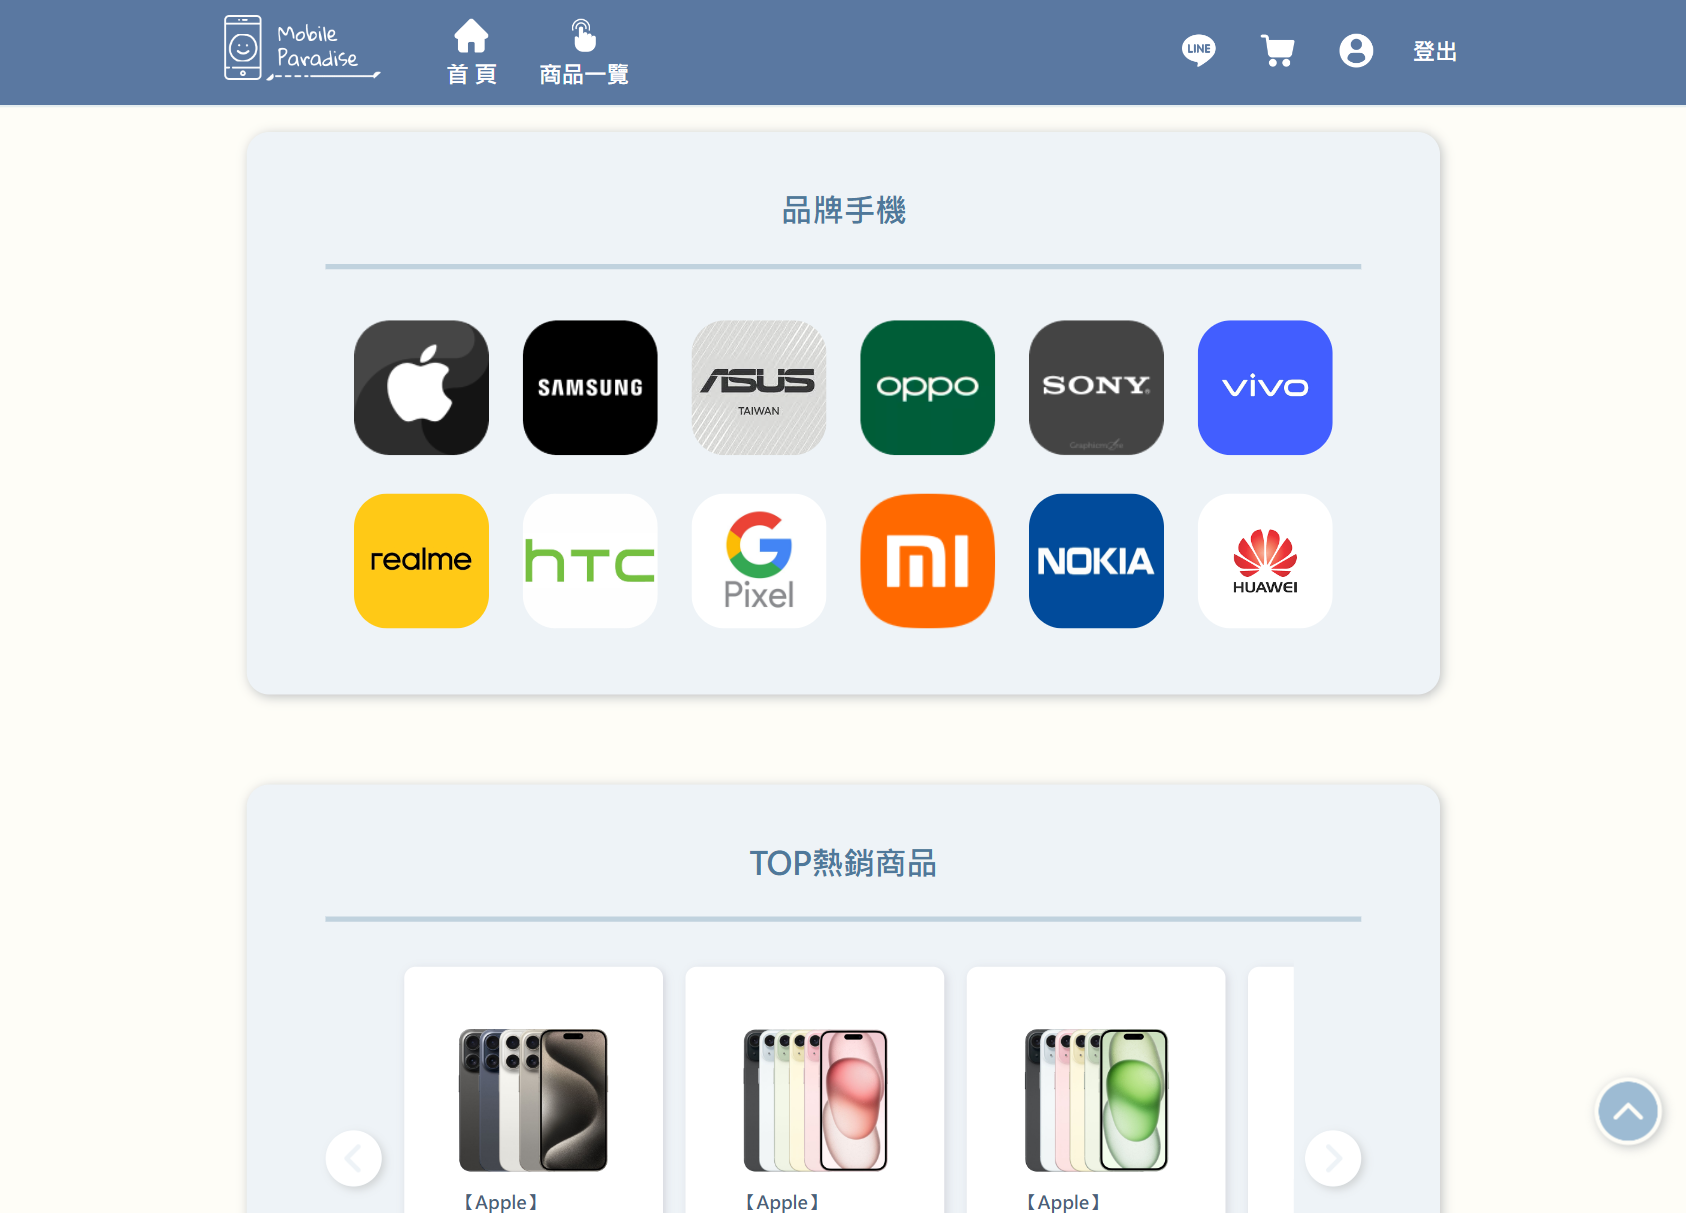 Mobile
Paradise
首頁
商品一覽
LINE
登出
品牌手機
SAMSUNG
ASUS
TAIWAN
oppo
SONY
vivo
realme
hTC
G
Pixel
mi
NOKIA
HUAWEI
TOP熱銷商品
【Apple】
【Apple】
【Apple】